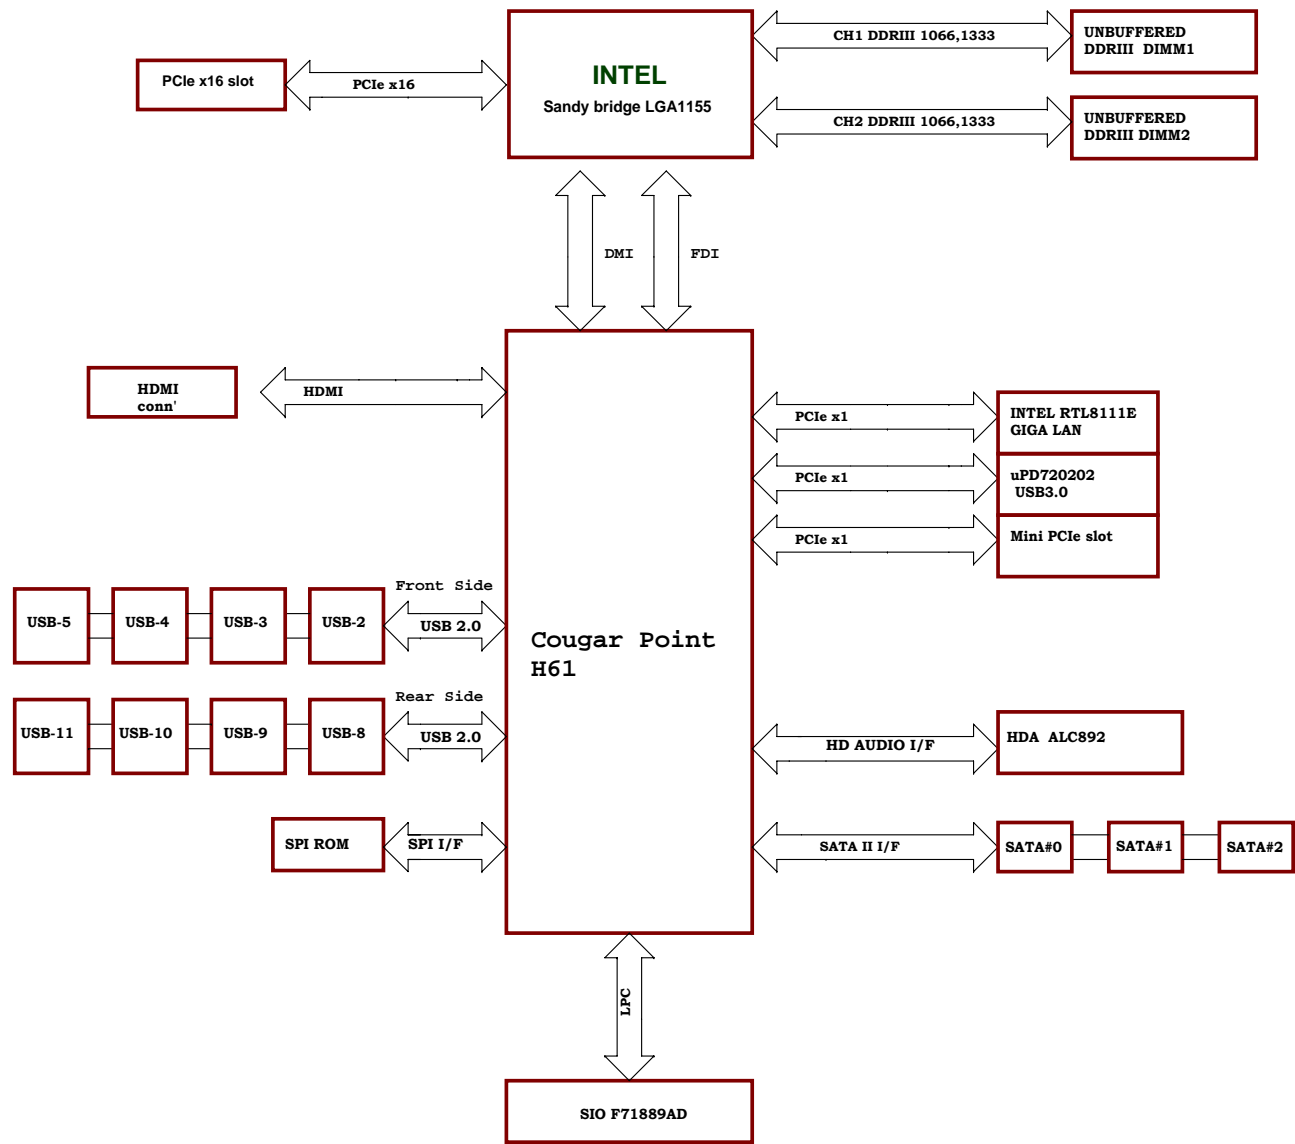 INTEL
Sandy bridge LGA1155
PCIe x16 slot
PCIe x16
CH1 DDRIII 1066,1333
UNBUFFERED
DDRIII DIMM1
CH2 DDRIII 1066,1333
UNBUFFERED
DDRIII DIMM2
DMI
FDI
HDMI
conn'
HDMI
PCIe x1
INTEL RTL8111E
GIGA LAN
PCIe x1
uPD720202
USB3.0
PCIe x1
Mini PCIe slot
Front Side
USB-5
USB-4
USB-3
USB-2
USB 2.0
Cougar Point
H61
Rear Side
USB-11
USB-10
USB-9
USB-8
USB 2.0
HD AUDIO I/F
HDA ALC892
SPI ROM
SPI I/F
SATA II I/F
SATA#0
SATA#1
SATA#2
LPC
SIO F71889AD